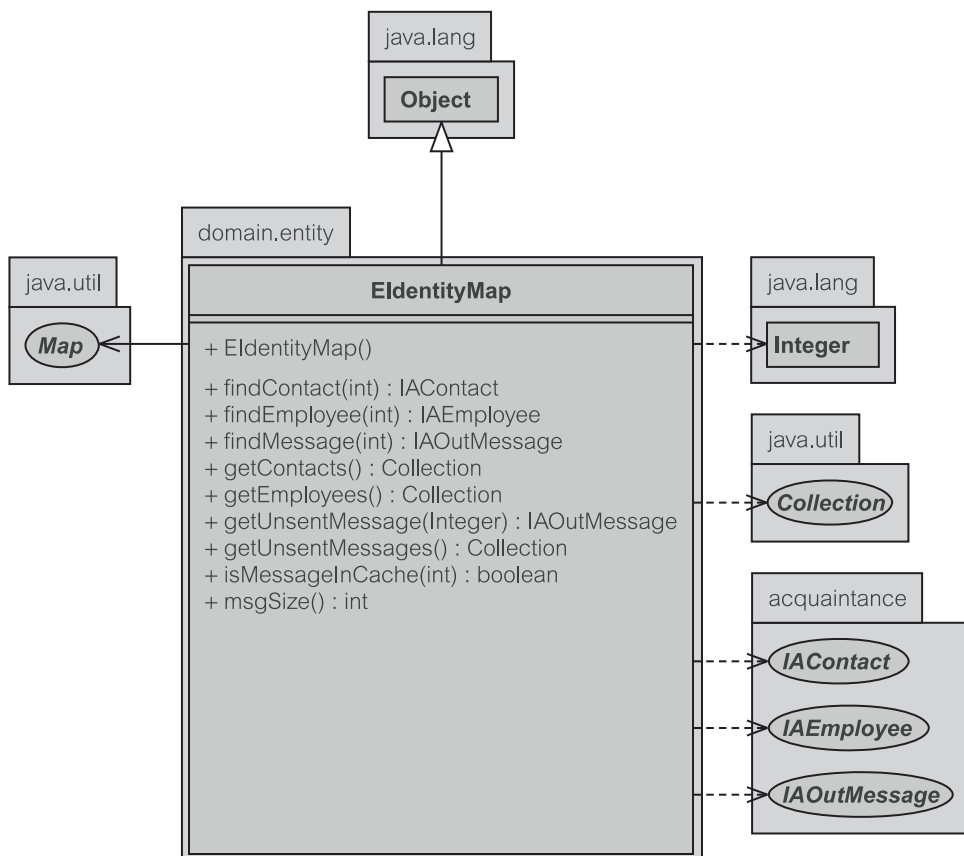 java.lang
Object
domain.entity
EIdentityMap
java.util
Map
java.lang
Integer
+ EIdentityMap()
+ findContact(int) : IAContact
+ findEmployee(int) : IAEmployee
+ findMessage(int) : IAOutMessage
+ getContacts() : Collection
+ getEmployees() : Collection
+ getUnsentMessage(Integer) : IAOutMessage
+ getUnsentMessages() : Collection
+ isMessageInCache(int) : boolean
+ msgSize() : int
java.util
Collection
acquaintance
IAContact
IAEmployee
IAOutMessage